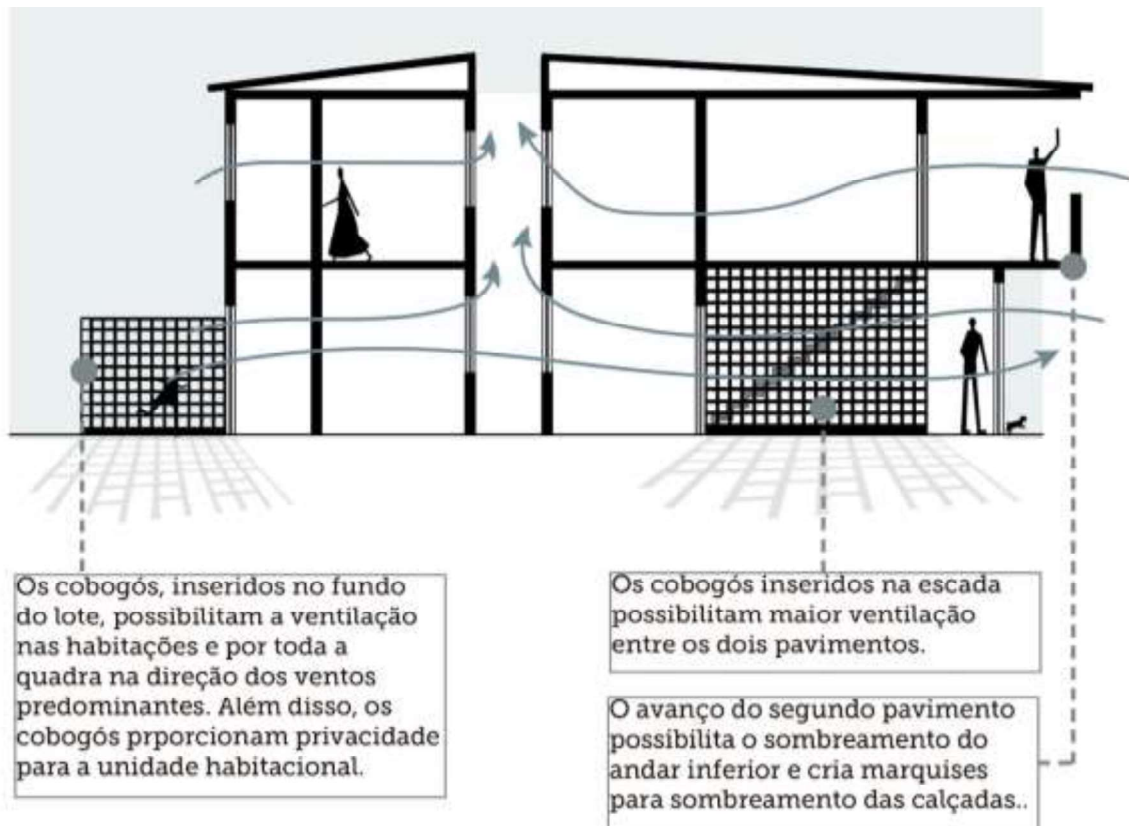 Os cobogós, inseridos no fundo
do lote, possibilitam a ventilação
nas habitações e por toda a
quadra na direção dos ventos
predominantes. Além disso, os
cobogós prporcionam privacidade
para a unidade habitacional.
Os cobogós inseridos na escada
possibilitam maior ventilação
entre os dois pavimentos.
O avanço do segundo pavimento
possibilita o sombreamento do
andar inferior e cria marquises
para sombreamento das calçadas..